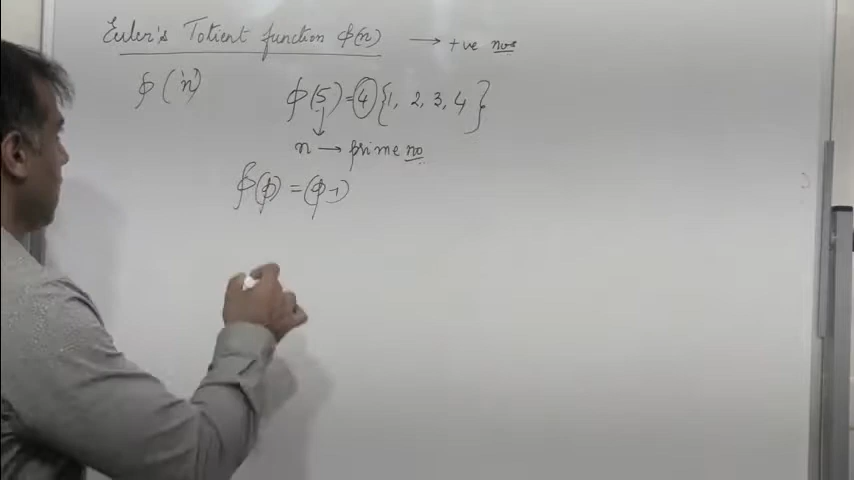 Euler's Totient function ϕ(n) → +ve nos
ϕ(n) ϕ(5) = 4 {1, 2, 3, 4}
n → prime no
ϕ(p) = (p-1)